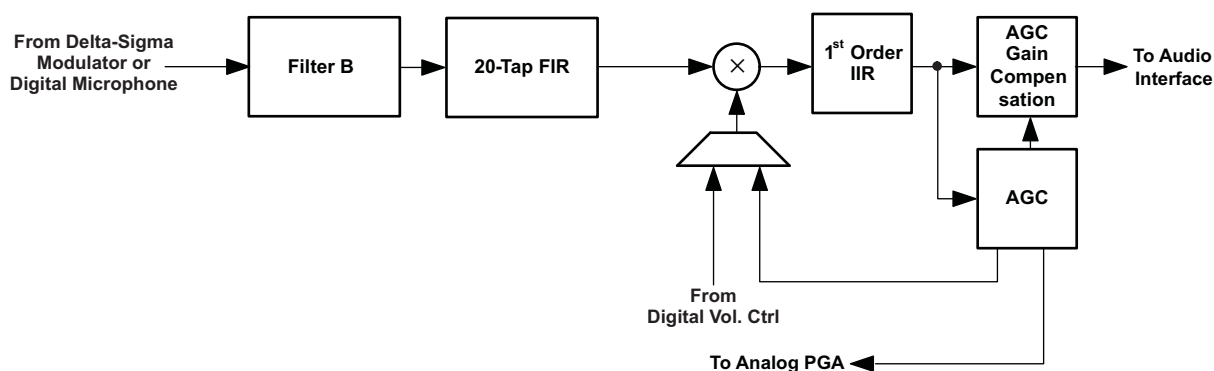 From Delta-Sigma
Modulator or
Digital Microphone
Filter B
20-Tap FIR
×
1st Order
IIR
AGC
Gain
Compen
sation
To Audio
Interface
AGC
From
Digital Vol. Ctrl
To Analog PGA